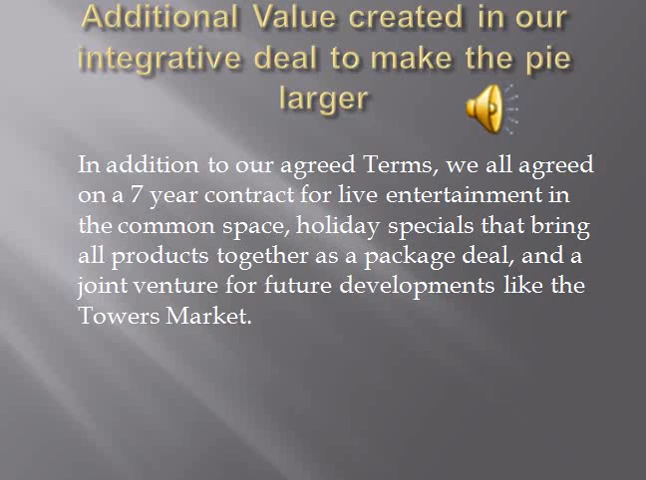 Additional Value created in our
integrative deal to make the pie
larger
In addition to our agreed Terms, we all agreed
on a 7 year contract for live entertainment in
the common space, holiday specials that bring
all products together as a package deal, and a
joint venture for future developments like the
Towers Market.